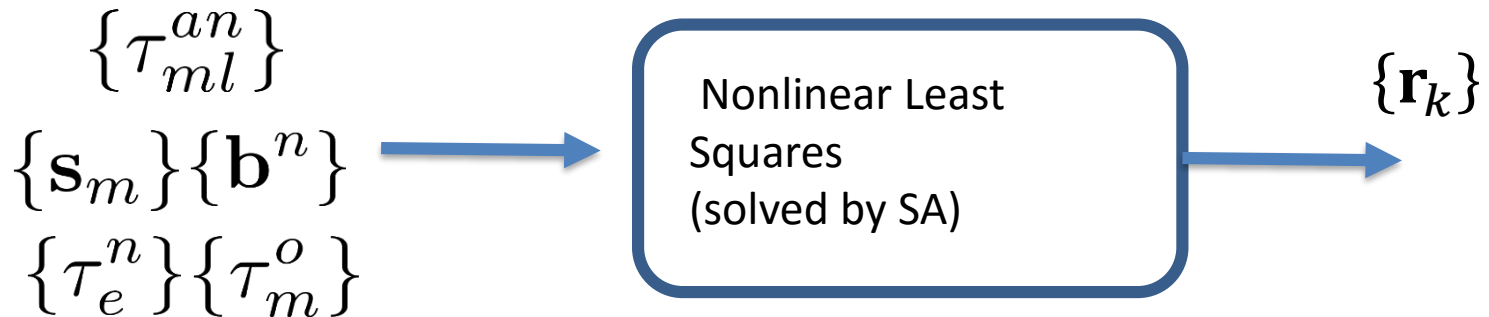 {τ_{ml}^{an}}
{𝐬_m}{𝐛^n}
{τ_e^n}{τ_m^o}
Nonlinear Least
Squares
(solved by SA)
{𝐫_k}